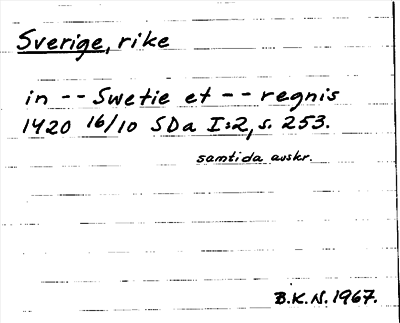 Sverige, rike
in -- Swetie et -- regnis
1420 16/10 SDa I:2, s. 253.
samtida avskr.
B.K.N. 1967.